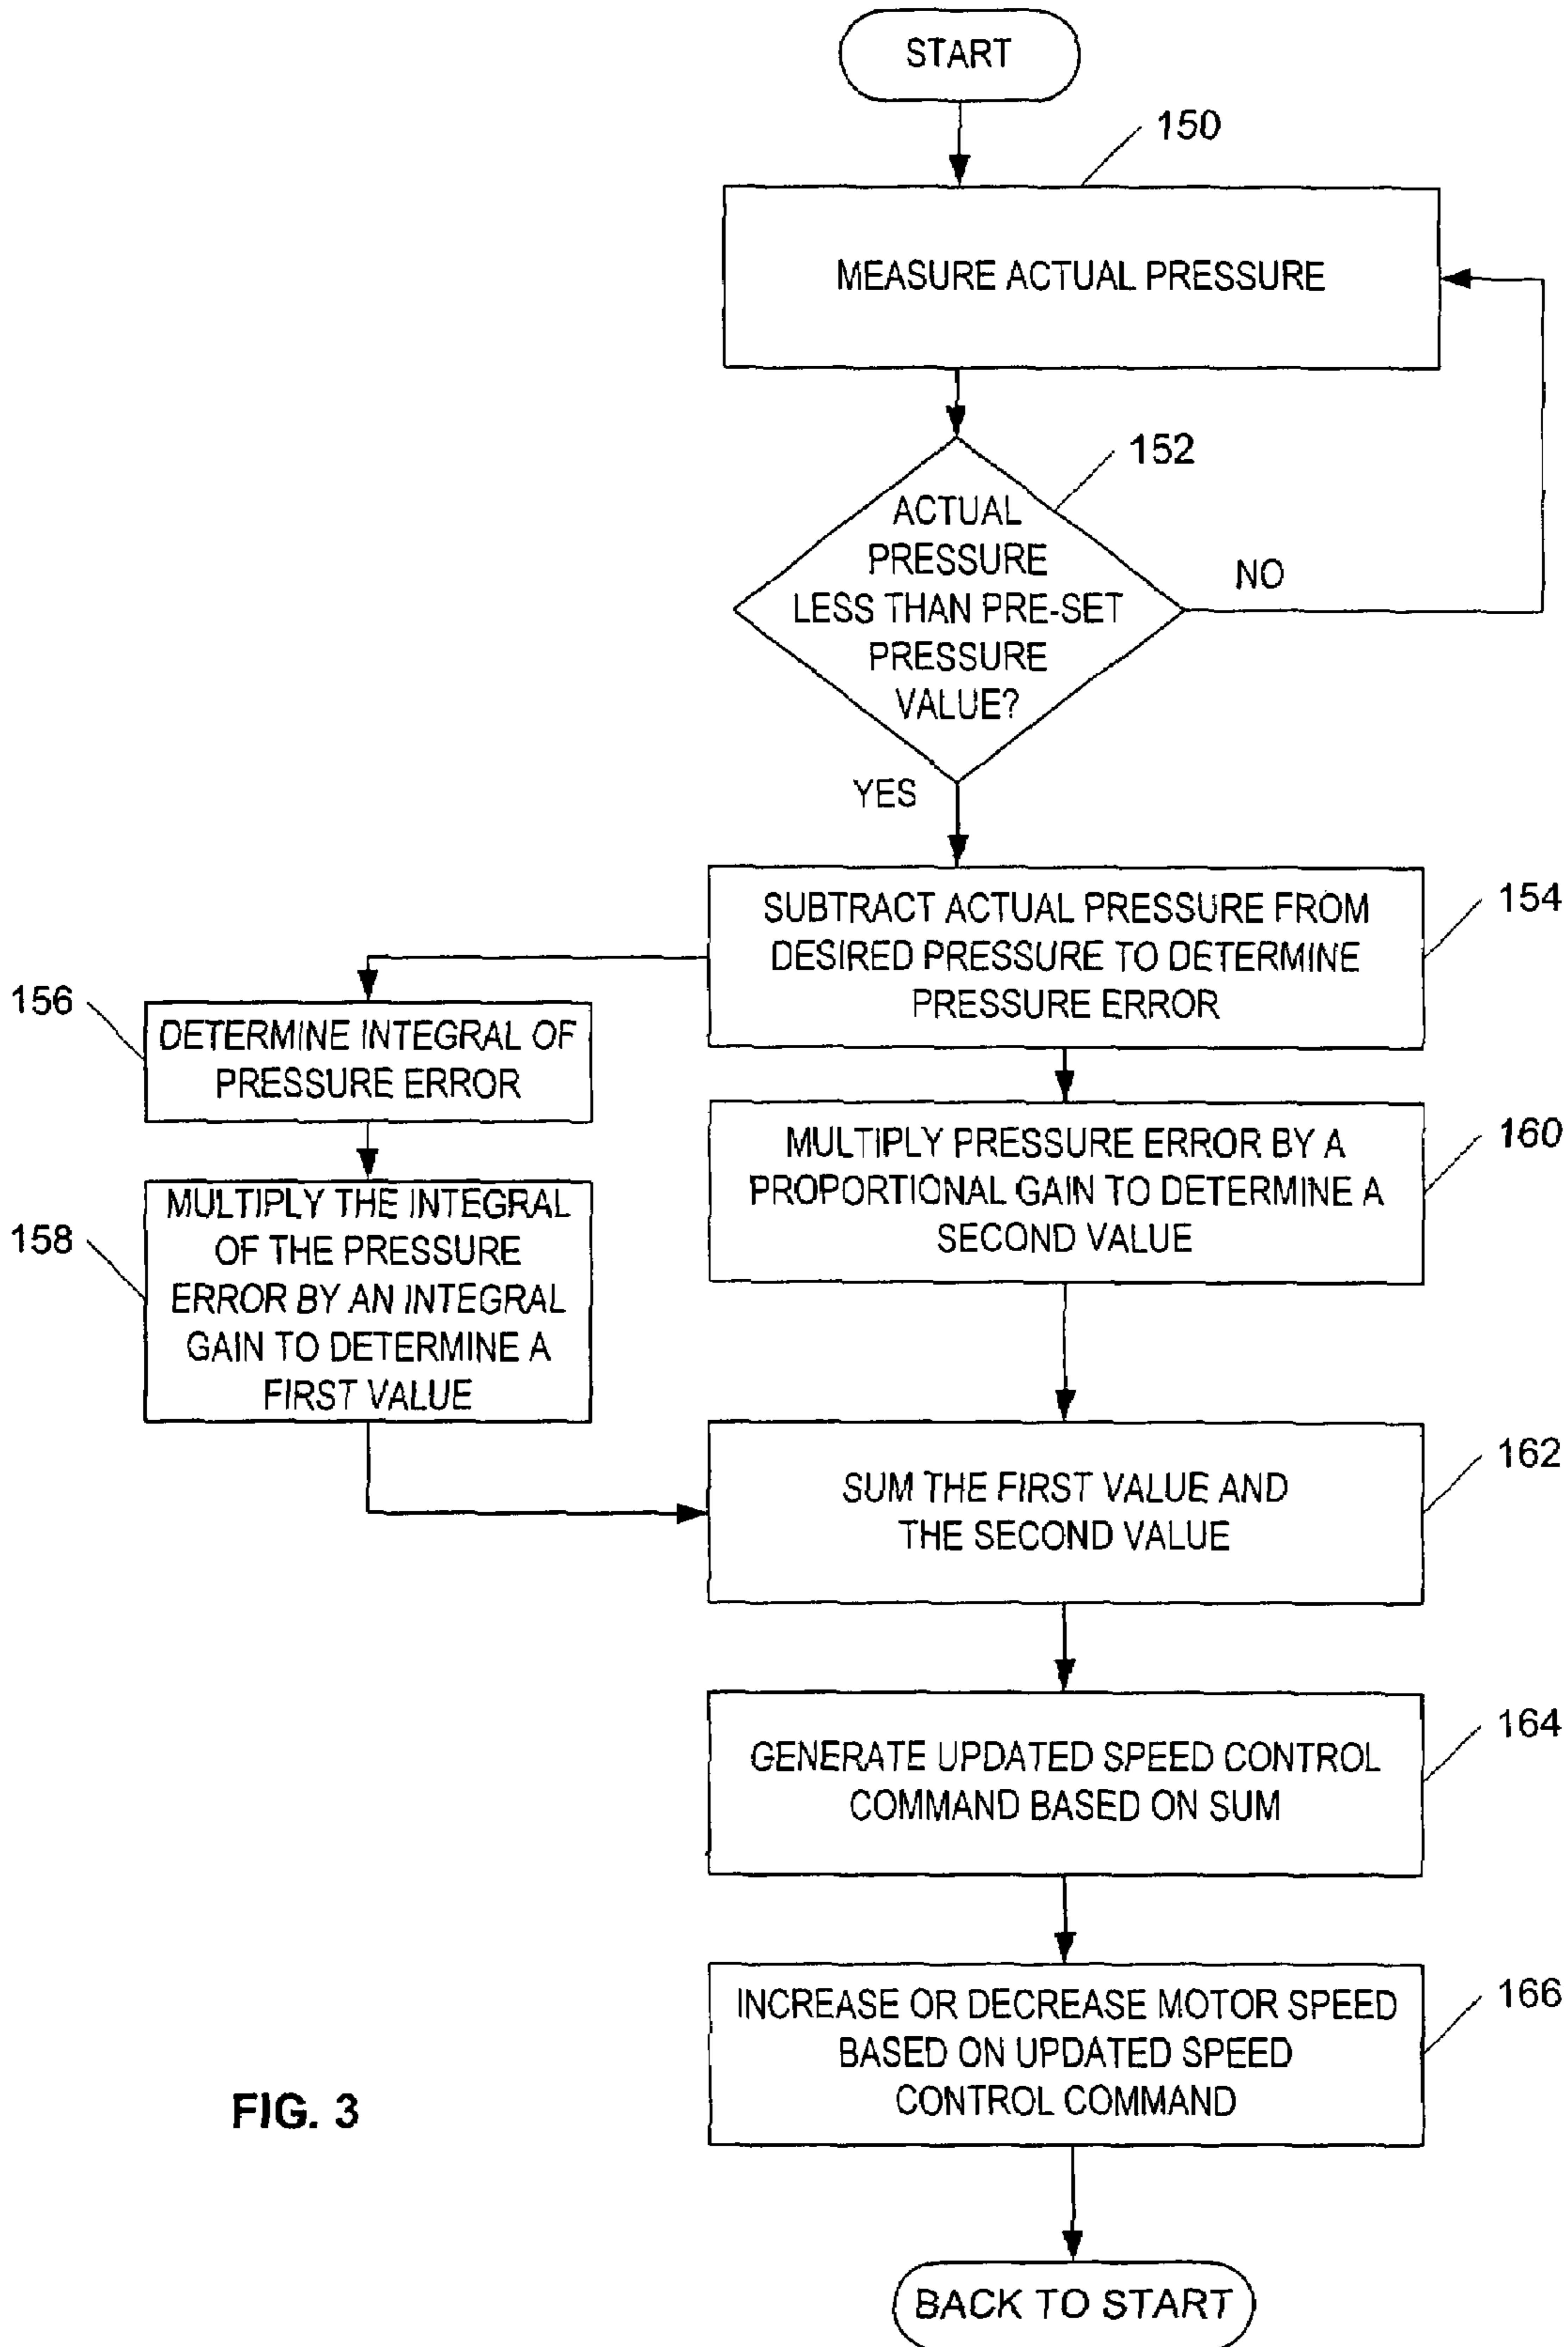 START
150
MEASURE ACTUAL PRESSURE
152
ACTUAL
PRESSURE
LESS THAN PRE-SET
PRESSURE
VALUE?
NO
YES
SUBTRACT ACTUAL PRESSURE FROM
DESIRED PRESSURE TO DETERMINE
PRESSURE ERROR
154
156
DETERMINE INTEGRAL OF
PRESSURE ERROR
MULTIPLY PRESSURE ERROR BY A
PROPORTIONAL GAIN TO DETERMINE A
SECOND VALUE
160
158
MULTIPLY THE INTEGRAL
OF THE PRESSURE
ERROR BY AN INTEGRAL
GAIN TO DETERMINE A
FIRST VALUE
SUM THE FIRST VALUE AND
THE SECOND VALUE
162
GENERATE UPDATED SPEED CONTROL
COMMAND BASED ON SUM
164
INCREASE OR DECREASE MOTOR SPEED
BASED ON UPDATED SPEED
CONTROL COMMAND
166
FIG. 3
BACK TO START